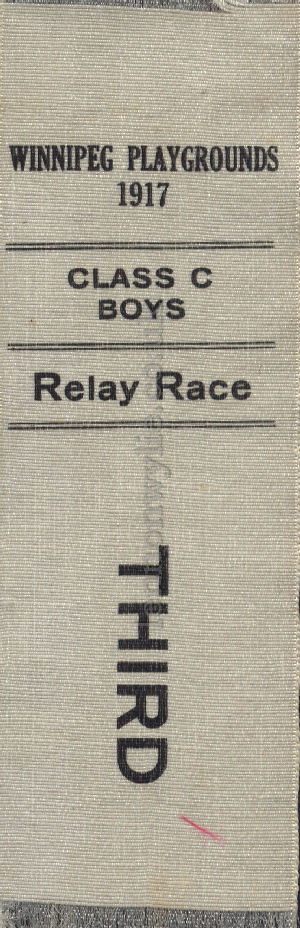 WINNIPEG PLAYGROUNDS
1917
CLASS C
BOYS
Relay Race
THIRD